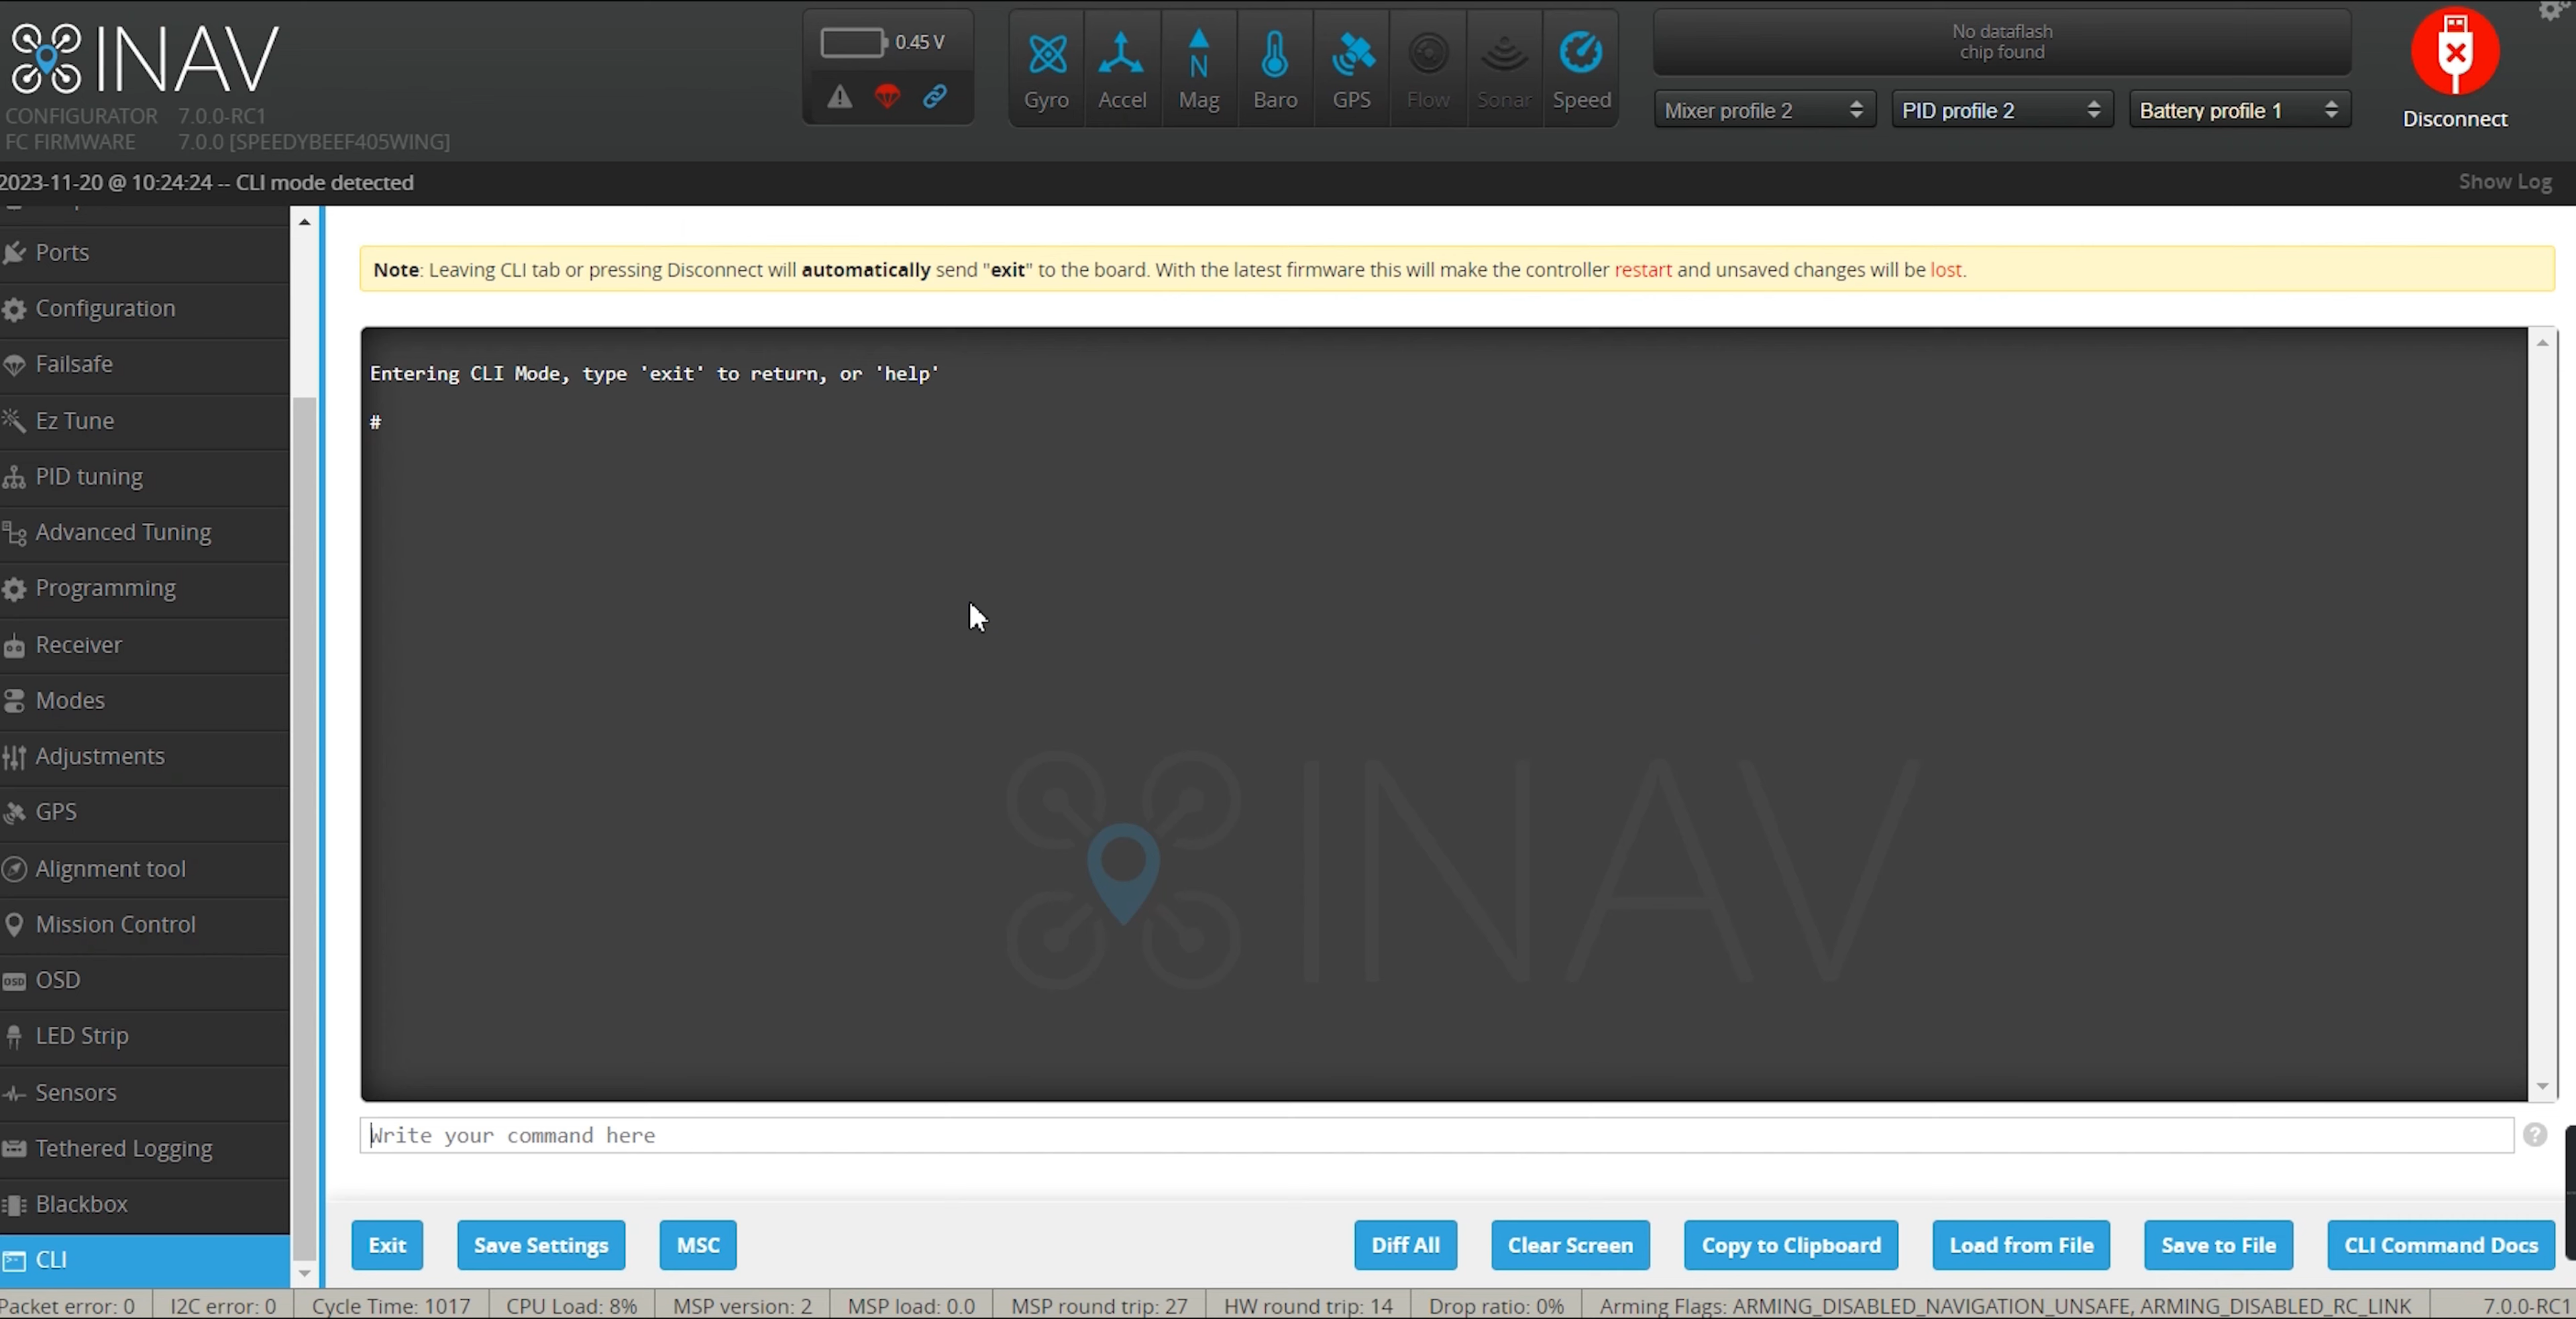 INAV
CONFIGURATOR 7.0.0-RC1
FC FIRMWARE 7.0.0 [SPEEDYBEEF405WING]
0.45 V
N
Gyro Accel Mag Baro GPS Flow Sonar Speed
No dataflash
chip found
Mixer profile 2 PID profile 2 Battery profile 1
Disconnect
2023-11-20 @ 10:24:24 -- CLI mode detected
Show Log
Ports
Configuration
Failsafe
Ez Tune
PID tuning
Advanced Tuning
Programming
Receiver
Modes
Adjustments
GPS
Alignment tool
Mission Control
OSD
LED Strip
Sensors
Tethered Logging
Blackbox
CLI
Note: Leaving CLI tab or pressing Disconnect will automatically send "exit" to the board. With the latest firmware this will make the controller restart and unsaved changes will be lost.
Entering CLI Mode, type 'exit' to return, or 'help'
#
INAV
Write your command here
?
Exit Save Settings MSC Diff All Clear Screen Copy to Clipboard Load from File Save to File CLI Command Docs
Packet error: 0 I2C error: 0 Cycle Time: 1017 CPU Load: 8% MSP version: 2 MSP load: 0.0 MSP round trip: 27 HW round trip: 14 Drop ratio: 0% Arming Flags: ARMING_DISABLED_NAVIGATION_UNSAFE, ARMING_DISABLED_RC_LINK 7.0.0-RC1